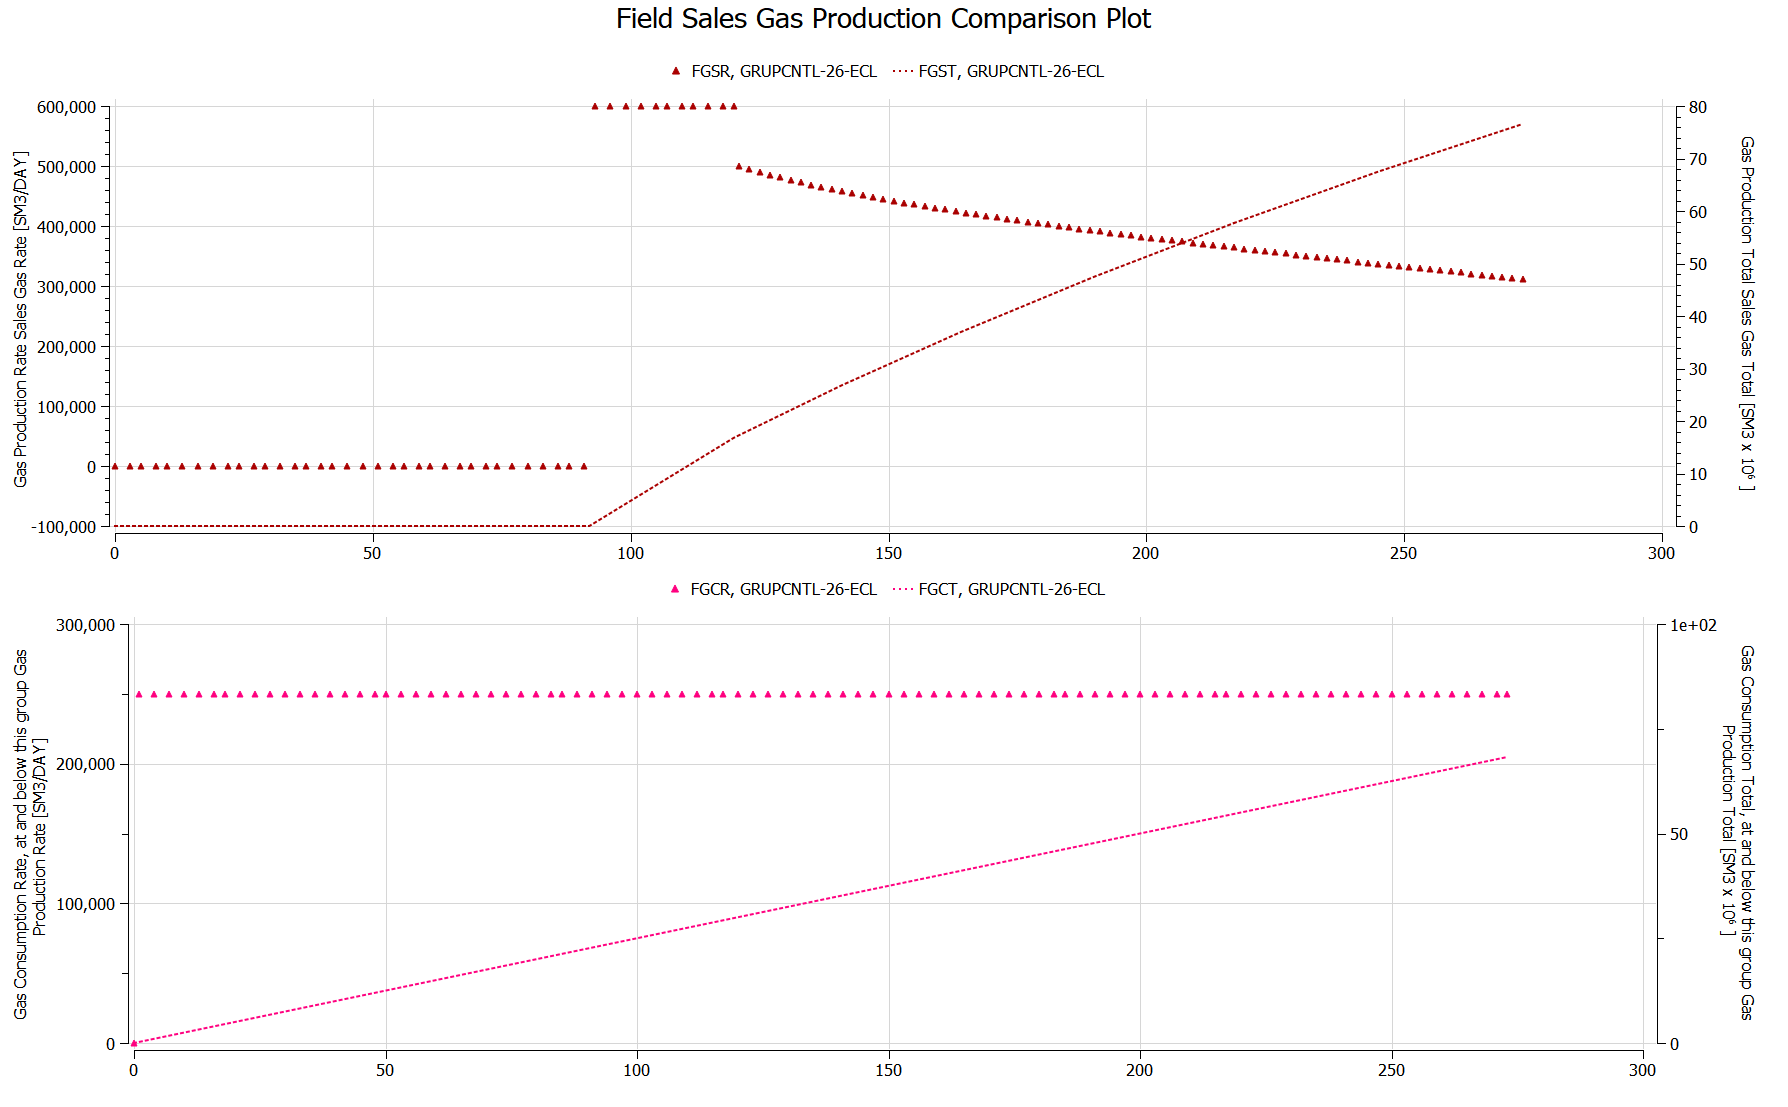 Field Sales Gas Production Comparison Plot
FGSR, GRUPCNTL-26-ECL FGST, GRUPCNTL-26-ECL
Gas Production Rate Sales Gas Rate [SM3/DAY]
600,000
500,000
400,000
300,000
200,000
100,000
0
-100,000
80
70
60
50
40
30
20
10
0
Gas Production Total Sales Gas Total [SM3 x 10⁶ ]
0 50 100 150 200 250 300
FGCR, GRUPCNTL-26-ECL FGCT, GRUPCNTL-26-ECL
Gas Consumption Rate, at and below this group Gas
Production Rate [SM3/DAY]
300,000
200,000
100,000
0
1e+02
50
0
Gas Consumption Total, at and below this group Gas
Production Total [SM3 x 10⁶ ]
0 50 100 150 200 250 300